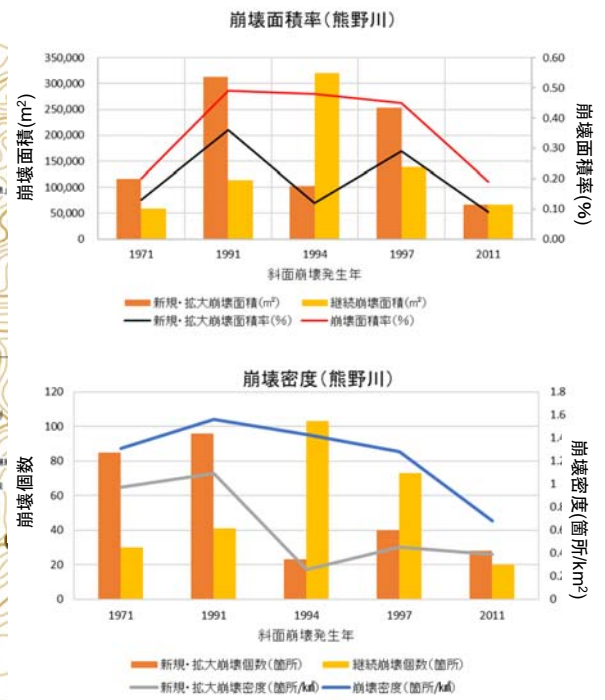 崩壊面積率(熊野川)
崩壊面積(m²)
350,000
300,000
250,000
200,000
150,000
100,000
50,000
0
0.60
0.50
0.40
0.30
0.20
0.10
0.00
崩壊面積率(%)
1971 1991 1994 1997 2011
斜面崩壊発生年
新規・拡大崩壊面積(m²) 継続崩壊面積(m²)
新規・拡大崩壊面積率(%) 崩壊面積率(%)
崩壊密度(熊野川)
崩壊個数
120
100
80
60
40
20
0
1.8
1.6
1.
1.
1
0.
0.
0.
0.2
0
崩壊密度(箇所/km²)
1971 1991 1994 1997 2011
斜面崩壊発生年
新規・拡大崩壊個数(箇所) 継続崩壊個数(箇所)
新規・拡大崩壊密度(箇所/k㎡) 崩壊密度(箇所/k㎡)